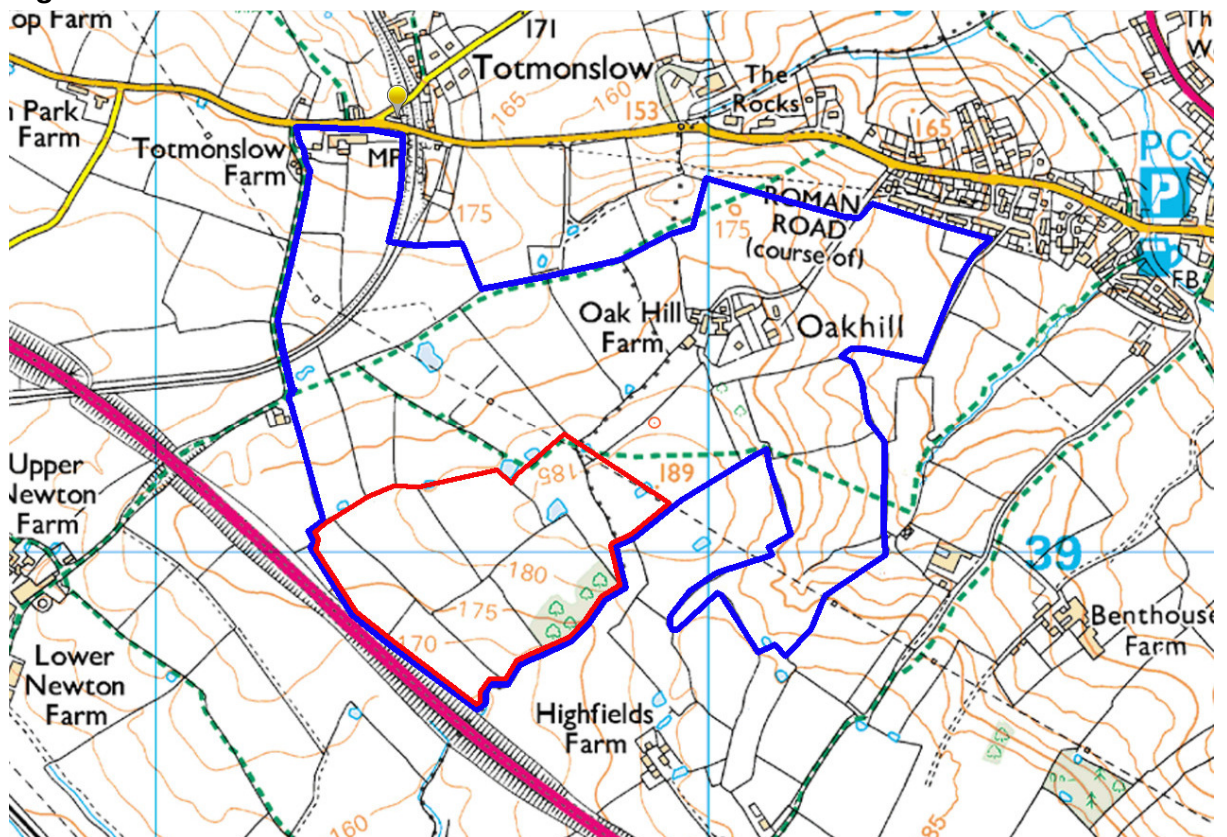 op Farm
171
Totmonslow
165
160
153
The
Rocks
165
Th
W
n Park
Farm
Totmonslow
Farm
MP
175
PC
P
175
ROMAN
ROAD
(course of)
FB
Oak Hill
Farm
Oakhill
185
189
Upper
Newton
Farm
180
39
175
170
Benthouse
Farm
Lower
Newton
Farm
Highfields
Farm
160
185